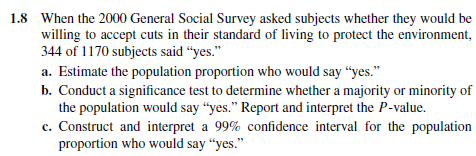 1.8 When the 2000 General Social Survey asked subjects whether they would be
willing to accept cuts in their standard of living to protect the environment,
344 of 1170 subjects said “yes.”
a. Estimate the population proportion who would say “yes.”
b. Conduct a significance test to determine whether a majority or minority of
the population would say “yes.” Report and interpret the P-value.
c. Construct and interpret a 99% confidence interval for the population
proportion who would say “yes.”